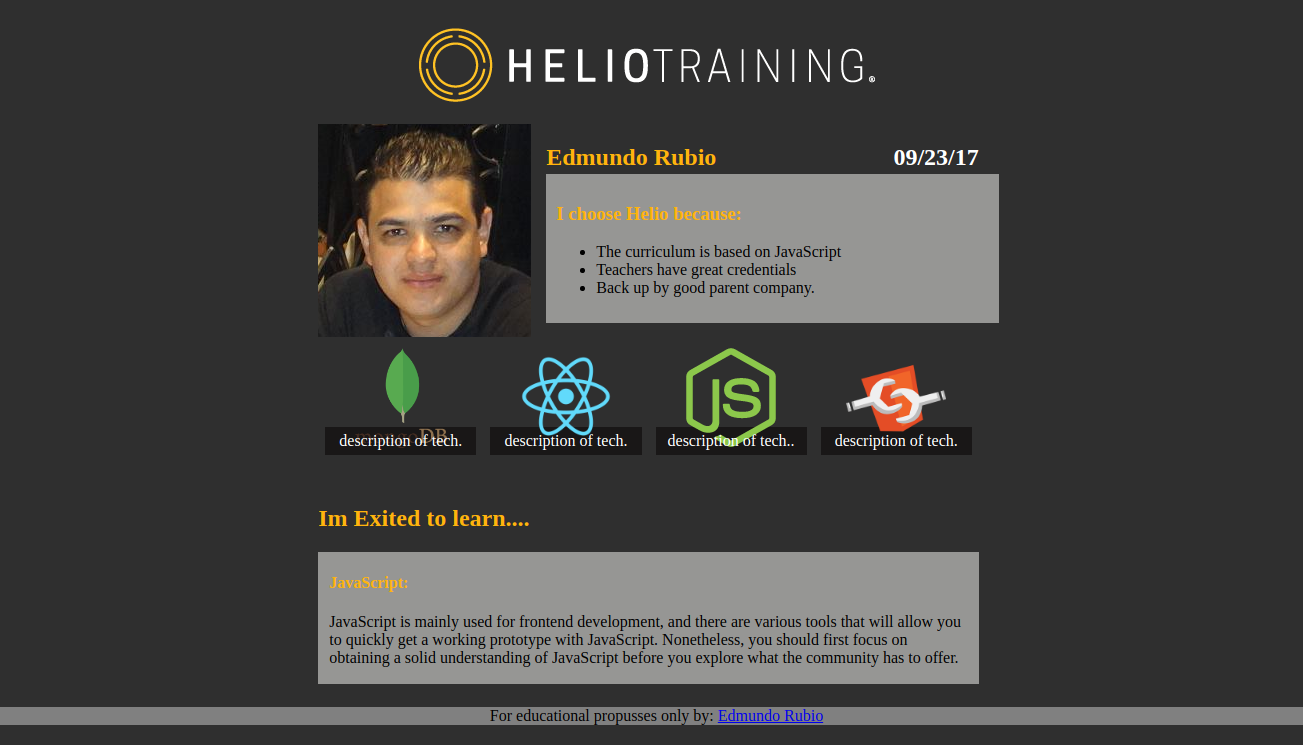 HELIOTRAINING®
Edmundo Rubio 09/23/17
I choose Helio because:
The curriculum is based on JavaScript
Teachers have great credentials
Back up by good parent company.
JS
DB
description of tech. description of tech. description of tech.. description of tech.
Im Exited to learn....
JavaScript:
JavaScript is mainly used for frontend development, and there are various tools that will allow you
to quickly get a working prototype with JavaScript. Nonetheless, you should first focus on
obtaining a solid understanding of JavaScript before you explore what the community has to offer.
For educational propusses only by: Edmundo Rubio